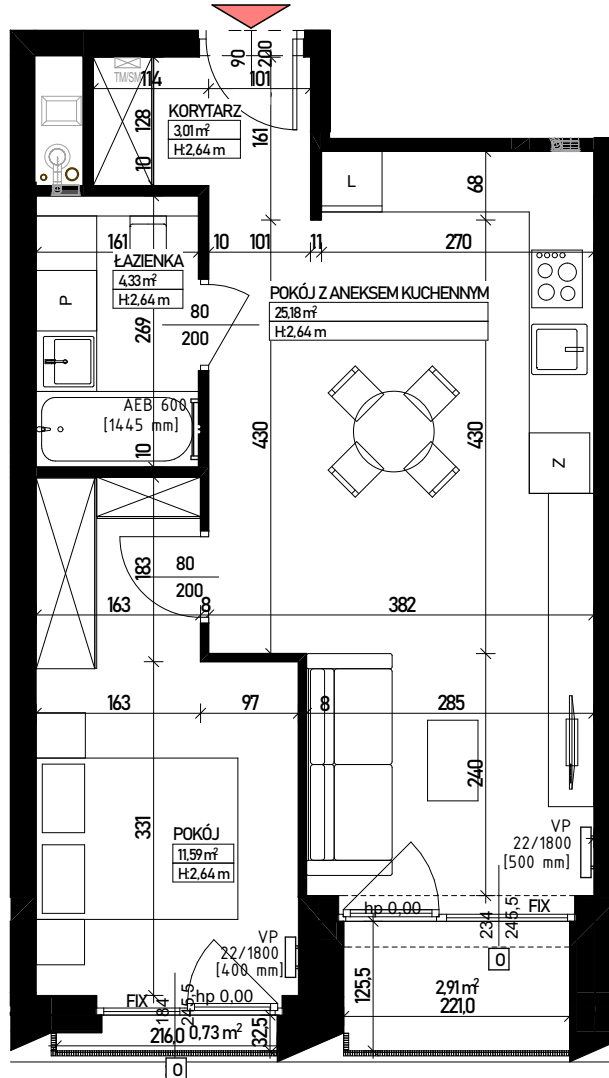 90
200
TM/SM
114
101
KORYTARZ
3,01 m²
H:2,64 m
128
161
10
L
68
161
10
101
11
270
ŁAZIENKA
4,33 m²
H:2,64 m
P
80
200
269
POKÓJ Z ANEKSEM KUCHENNYM
25,18 m²
H:2,64 m
AEB 600
[1445 mm]
430
430
10
Z
183
80
200
163
8
382
163
97
8
285
240
331
POKÓJ
11,59 m²
H:2,64 m
VP
22/1800
[500 mm]
hp 0,00
FIX
234
245,5
VP
22/1800
[400 mm]
O
125,5
2,91 m²
221,0
FIX
184
245,5
hp 0,00
216,0
0,73 m²
32,5
O